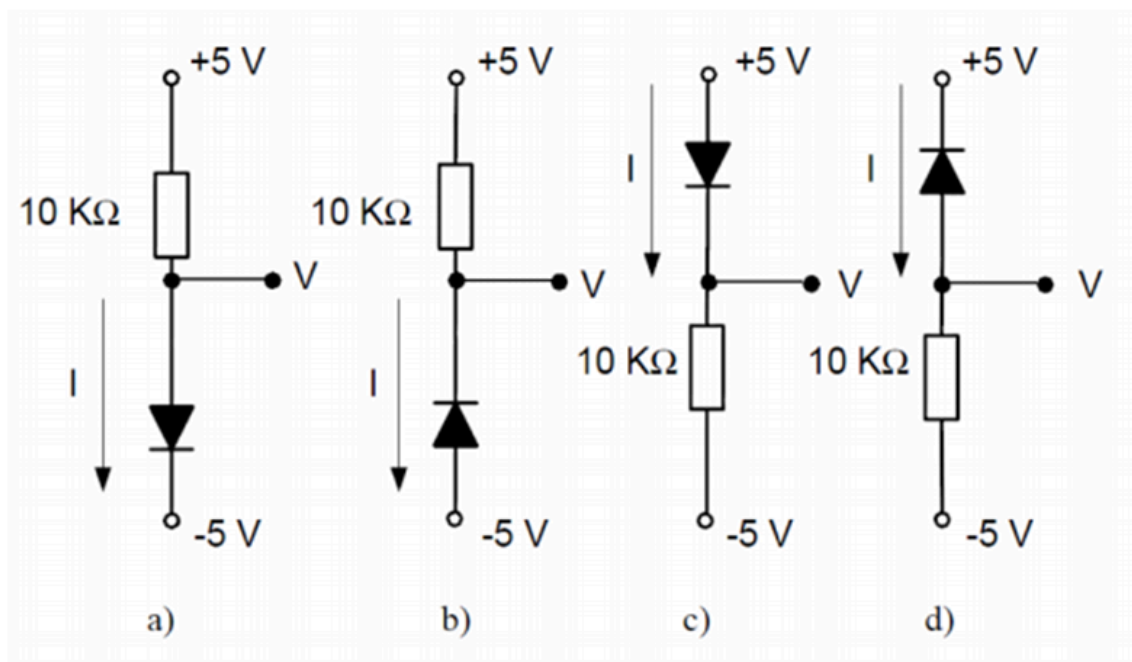 +5 V +5 V +5 V +5 V
I I
10 KΩ 10 KΩ
V V V V
10 KΩ 10 KΩ
I I
-5 V -5 V -5 V -5 V
a) b) c) d)